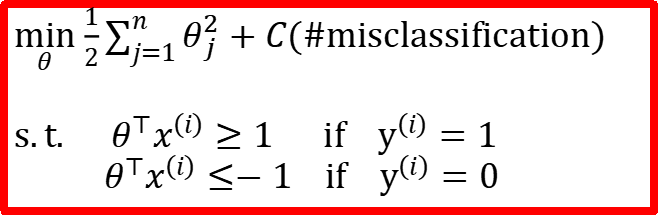 min_θ 1/2 ∑_{j=1}^{n} θ_j^2 + C(#misclassification)
s. t. θ^⊤x^{(i)} ≥ 1 if y^{(i)} = 1
θ^⊤x^{(i)} ≤− 1 if y^{(i)} = 0